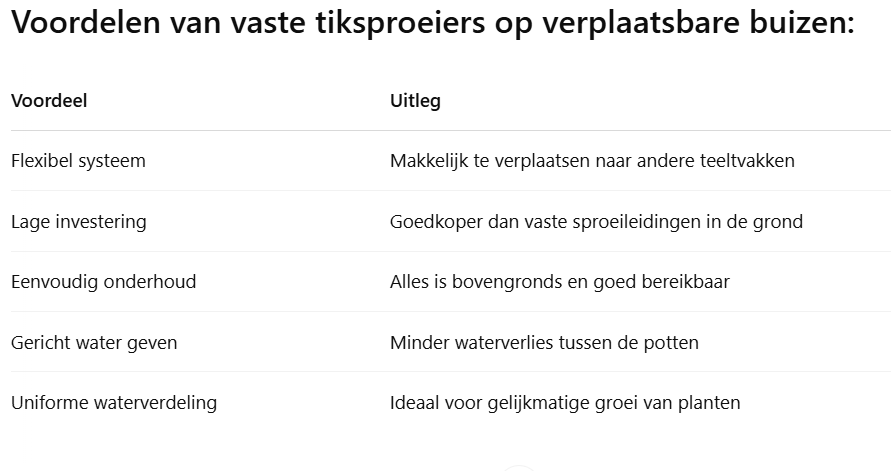 Voordelen van vaste tiksproeiers op verplaatsbare buizen:
Voordeel Uitleg
Flexibel systeem Makkelijk te verplaatsen naar andere teeltvakken
Lage investering Goedkoper dan vaste sproeileidingen in de grond
Eenvoudig onderhoud Alles is bovengronds en goed bereikbaar
Gericht water geven Minder waterverlies tussen de potten
Uniforme waterverdeling Ideaal voor gelijkmatige groei van planten